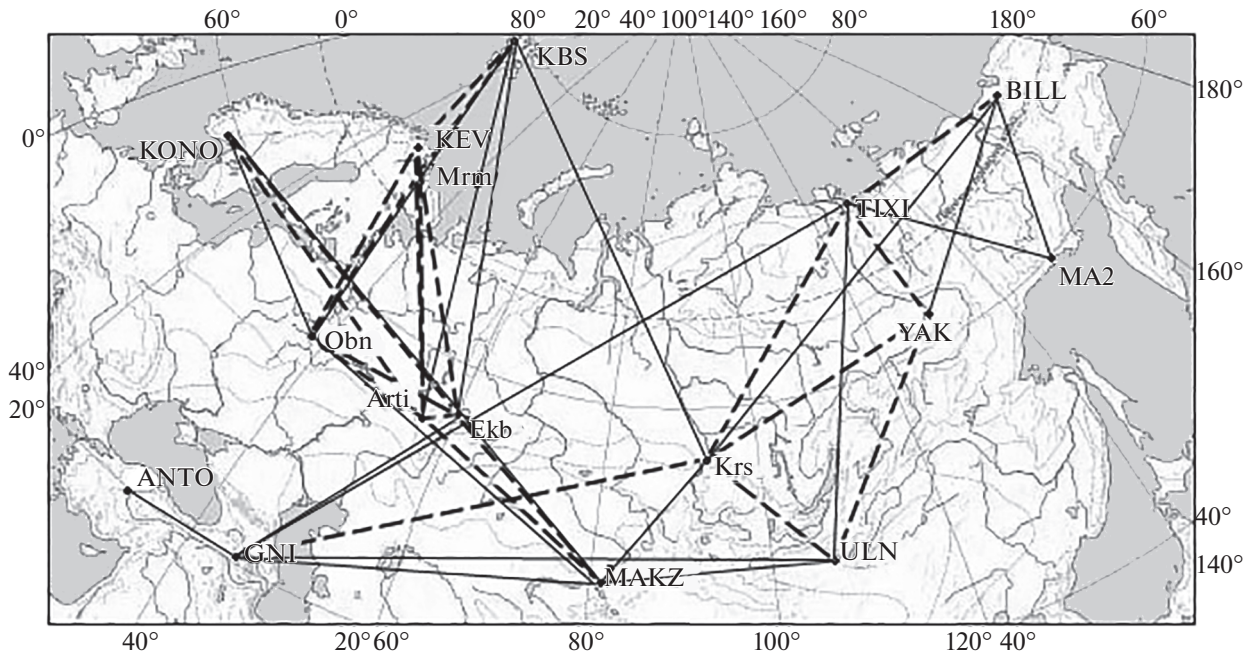 60° 0° 80° 20° 40° 100° 140° 160° 80° 180° 60°
KBS
BILL
180°
0°
KONO
KEV
Mrm
TIXI
160°
MA2
Obn
YAK
40°
Arti
20°
Ekb
Krs
ANTO
40°
GNI
ULN
140°
MAKZ
40° 20° 60° 80° 100° 120° 40°